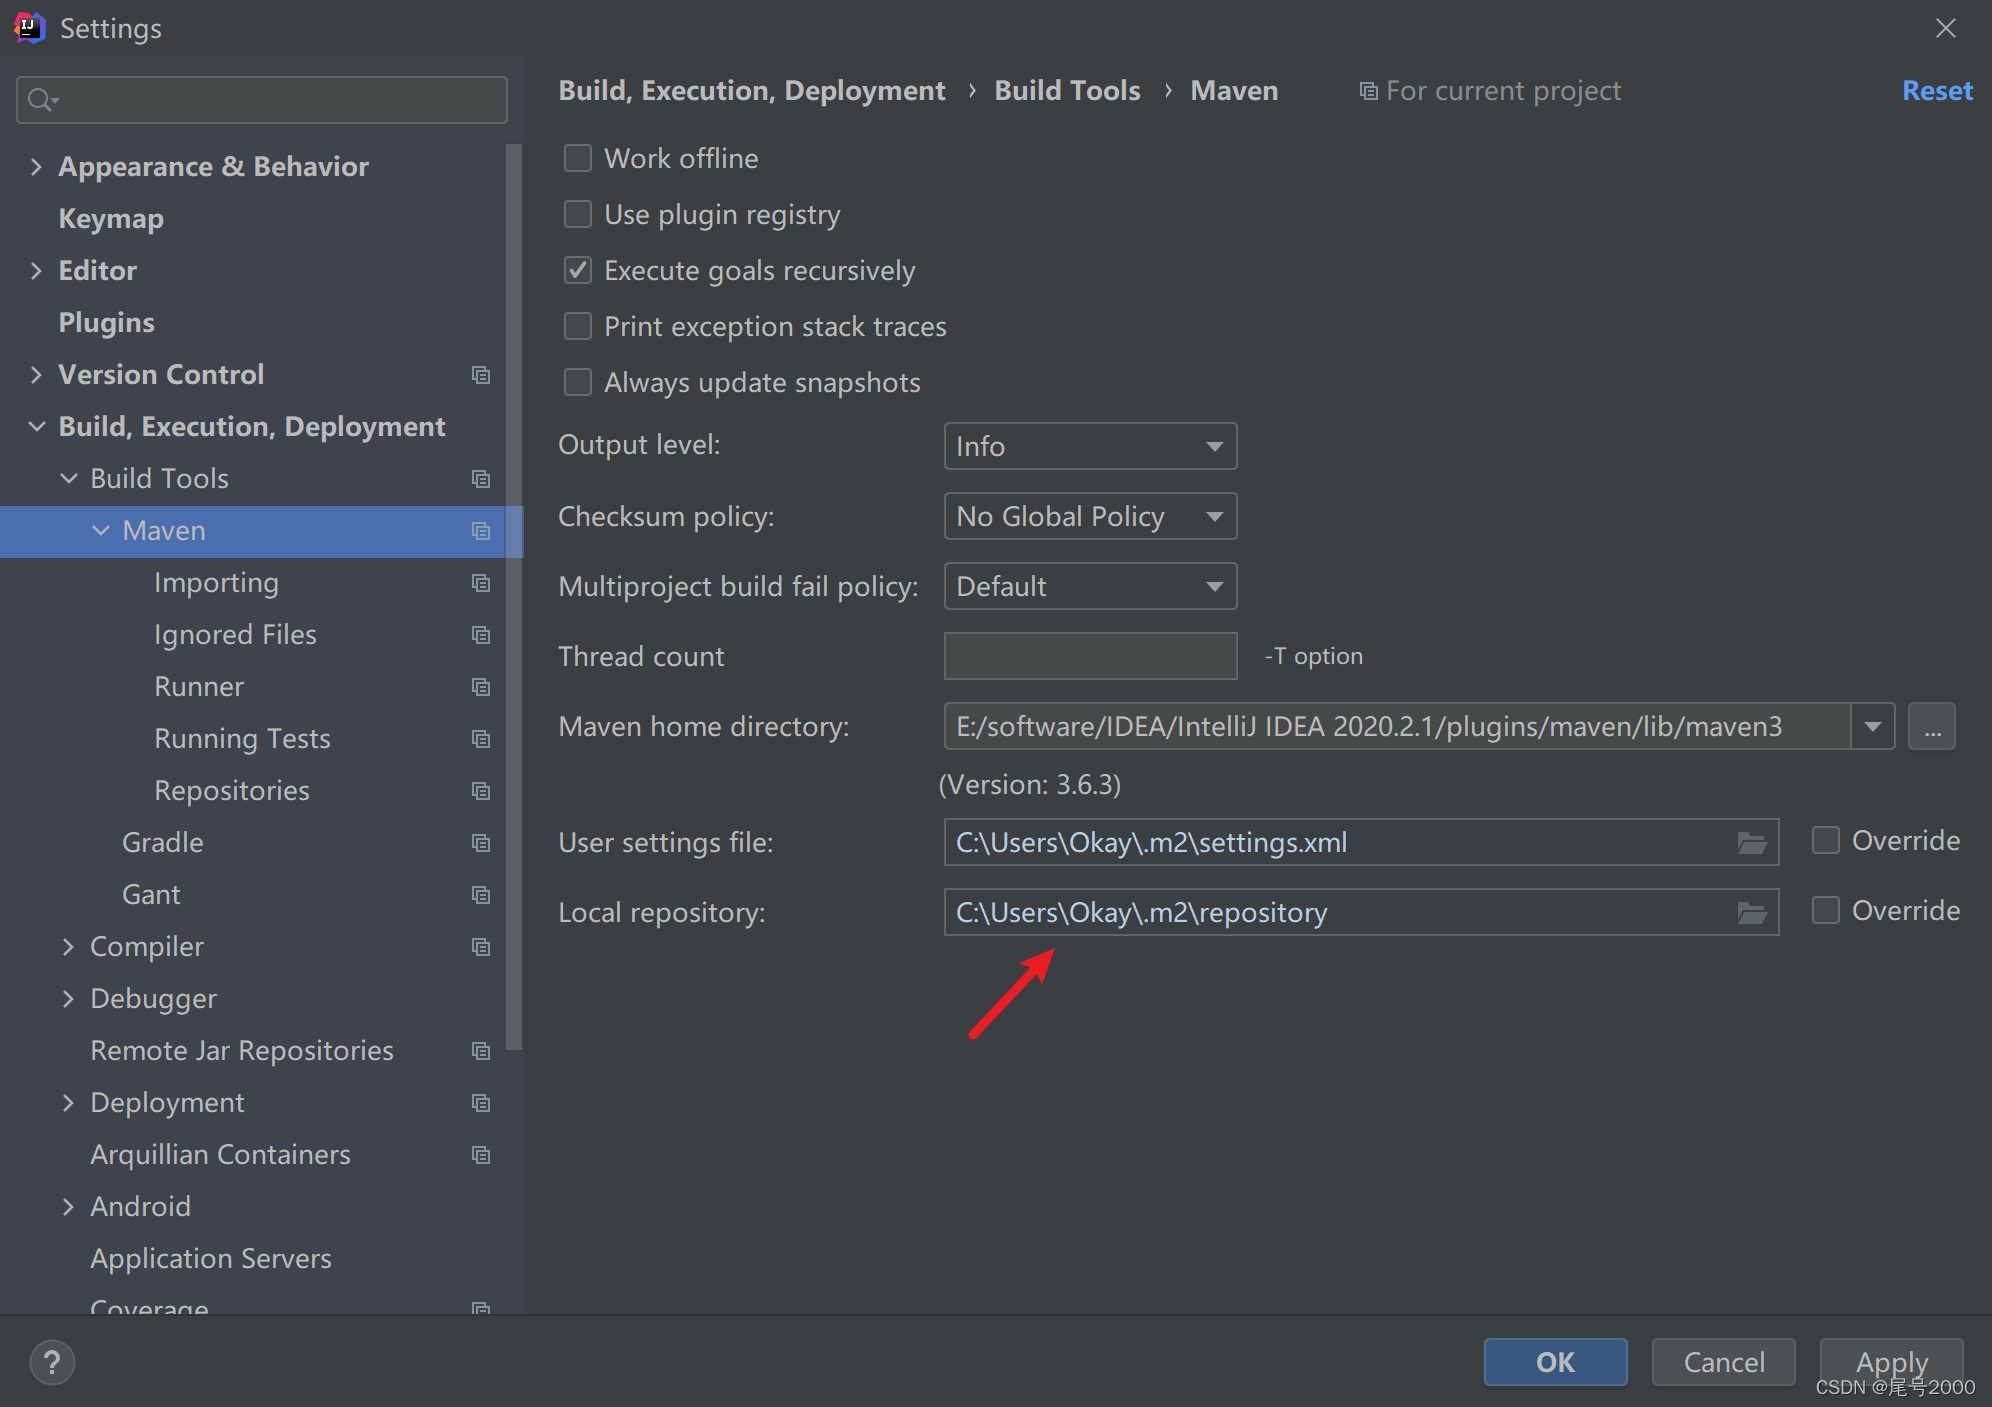 IJ
Settings
Appearance & Behavior
Keymap
Editor
Plugins
Version Control
Build, Execution, Deployment
Build Tools
Maven
Importing
Ignored Files
Runner
Running Tests
Repositories
Gradle
Gant
Compiler
Debugger
Remote Jar Repositories
Deployment
Arquillian Containers
Android
Application Servers
Coverage
Build, Execution, Deployment › Build Tools › Maven For current project Reset
Work offline
Use plugin registry
Execute goals recursively
Print exception stack traces
Always update snapshots
Output level: Info
Checksum policy: No Global Policy
Multiproject build fail policy: Default
Thread count -T option
Maven home directory: E:/software/IDEA/IntelliJ IDEA 2020.2.1/plugins/maven/lib/maven3 ...
(Version: 3.6.3)
User settings file: C:\Users\Okay\.m2\settings.xml Override
Local repository: C:\Users\Okay\.m2\repository Override
? OK Cancel Apply
CSDN @尾号2000